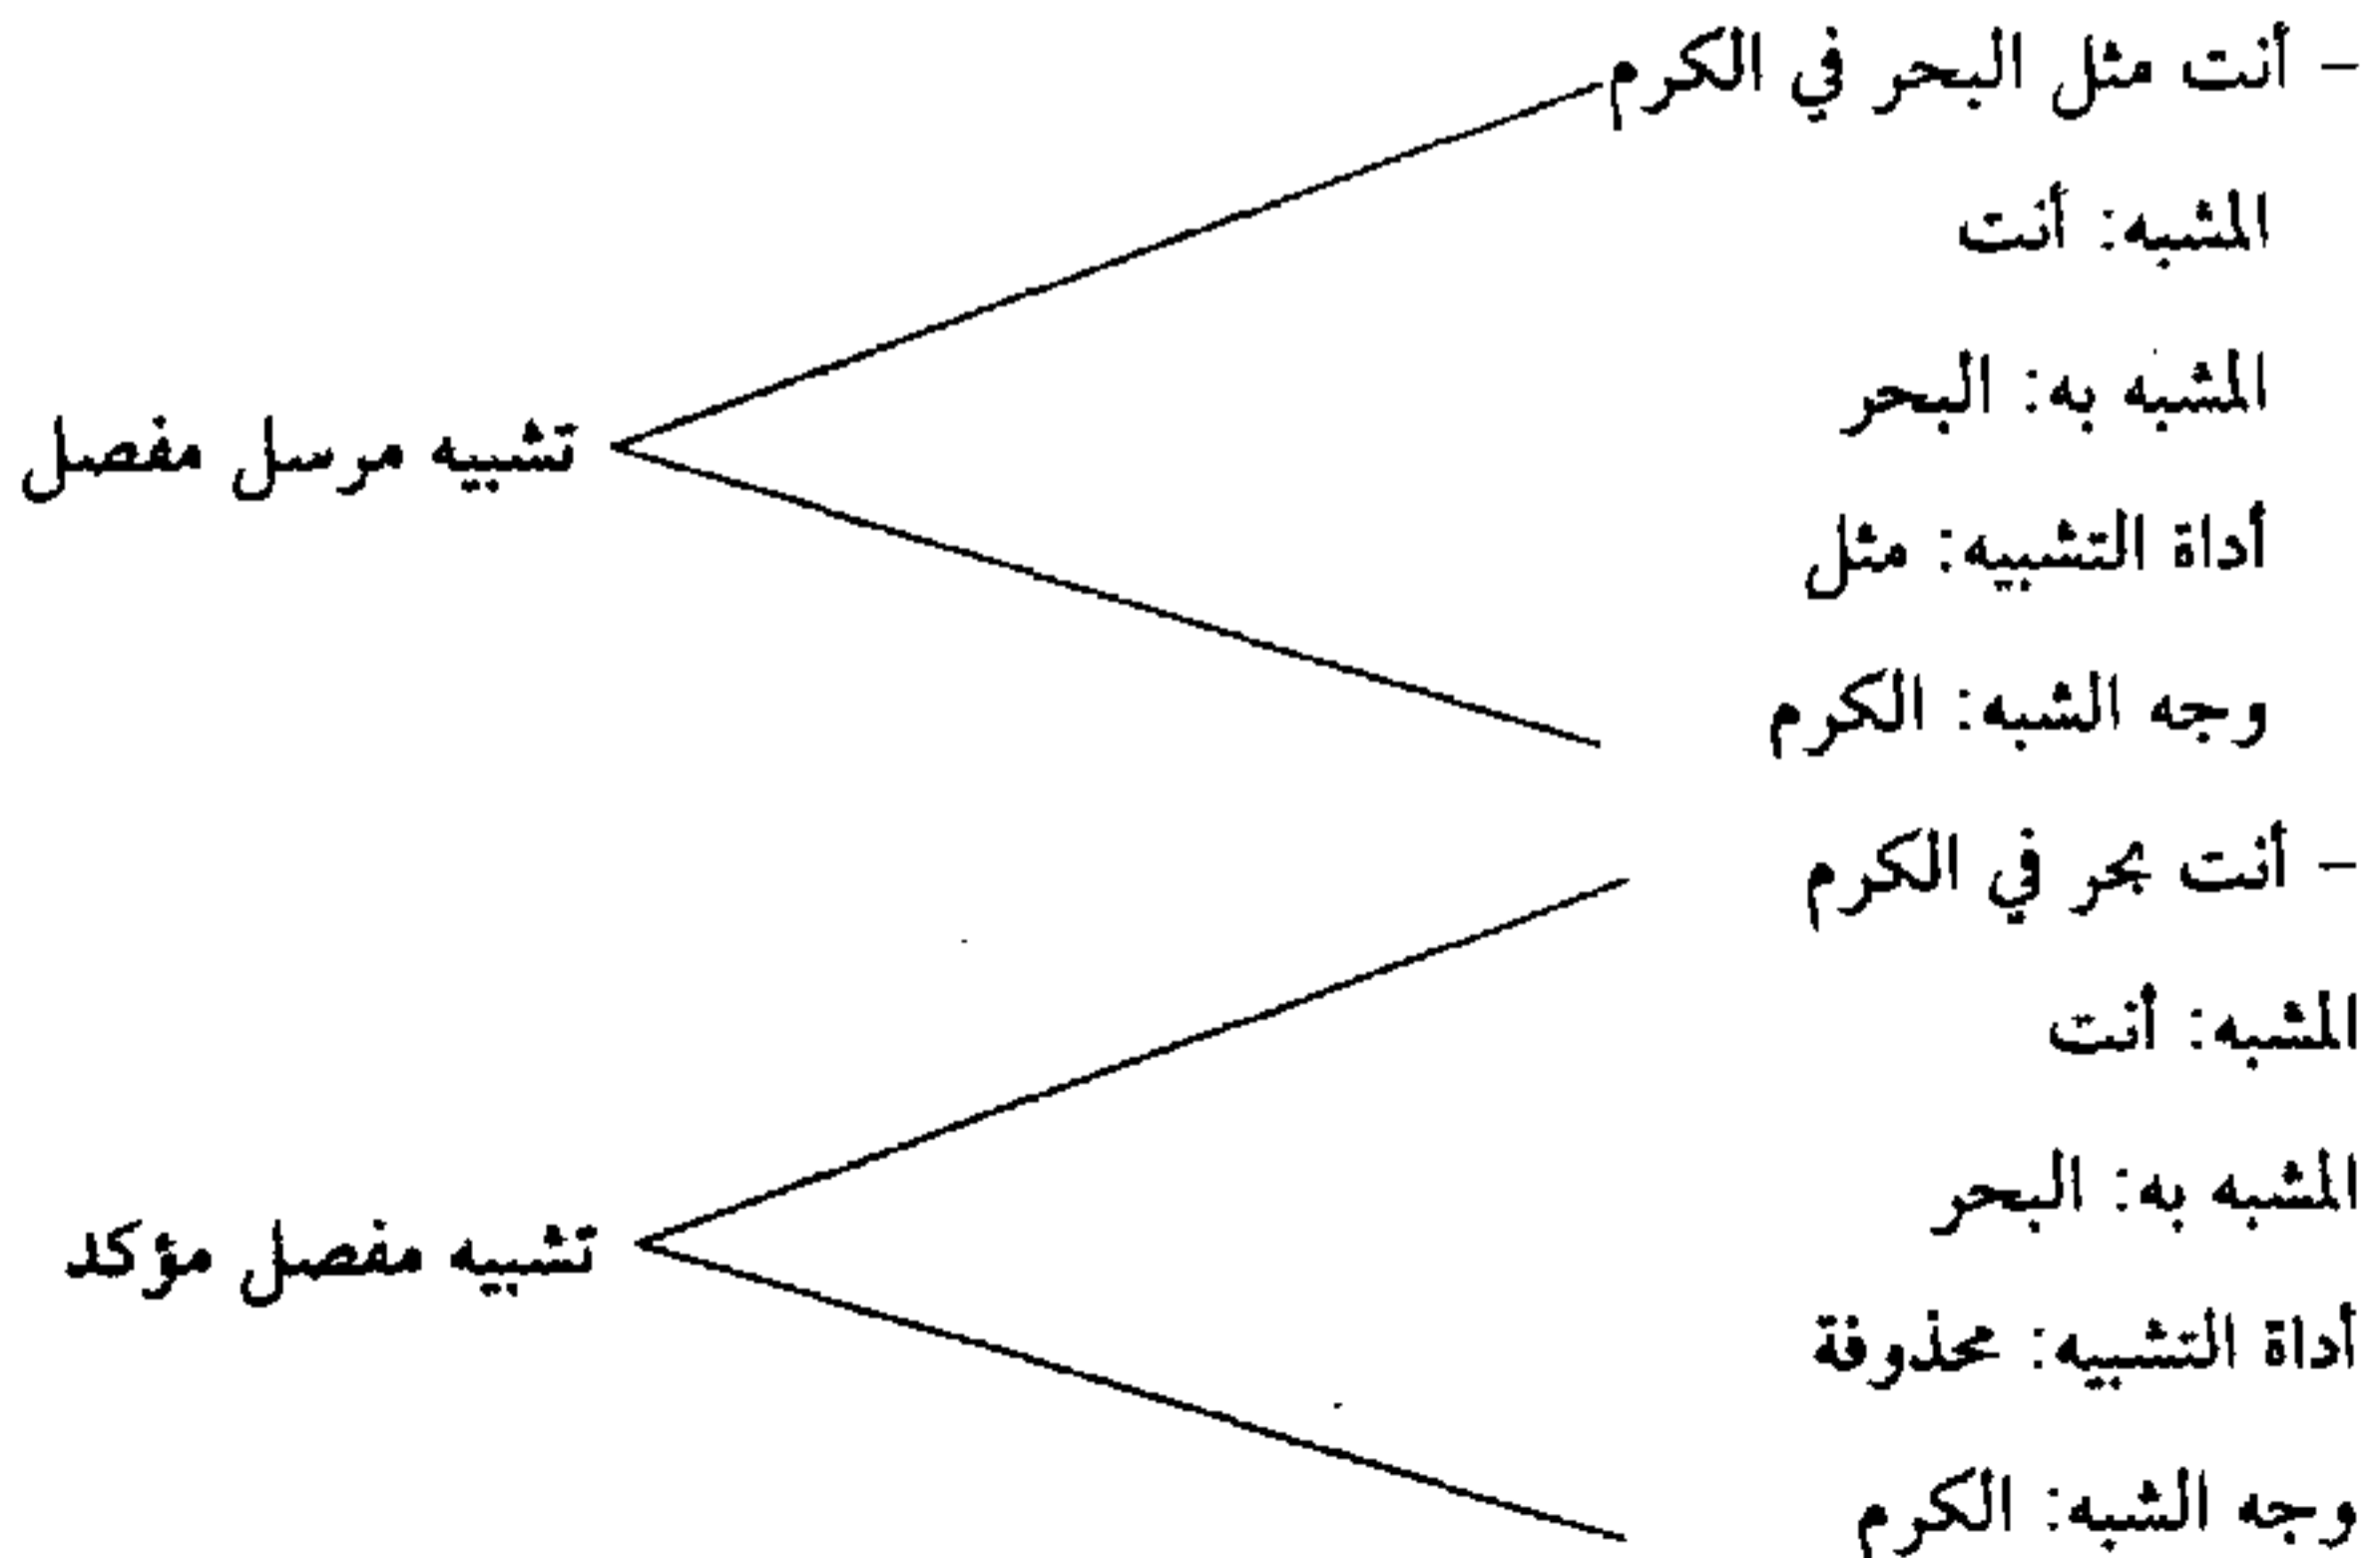 – أنت مثل البحر في الكرم
المشبه: أنت
المشبه به: البحر
تشبيه مرسل مفصل
أداة التشبيه: مثل
وجه الشبه: الكرم
– أنت بحر في الكرم
المشبه: أنت
المشبه به: البحر
تشبيه مفصل مؤكد
أداة التشبيه: محذوفة
وجه الشبه: الكرم